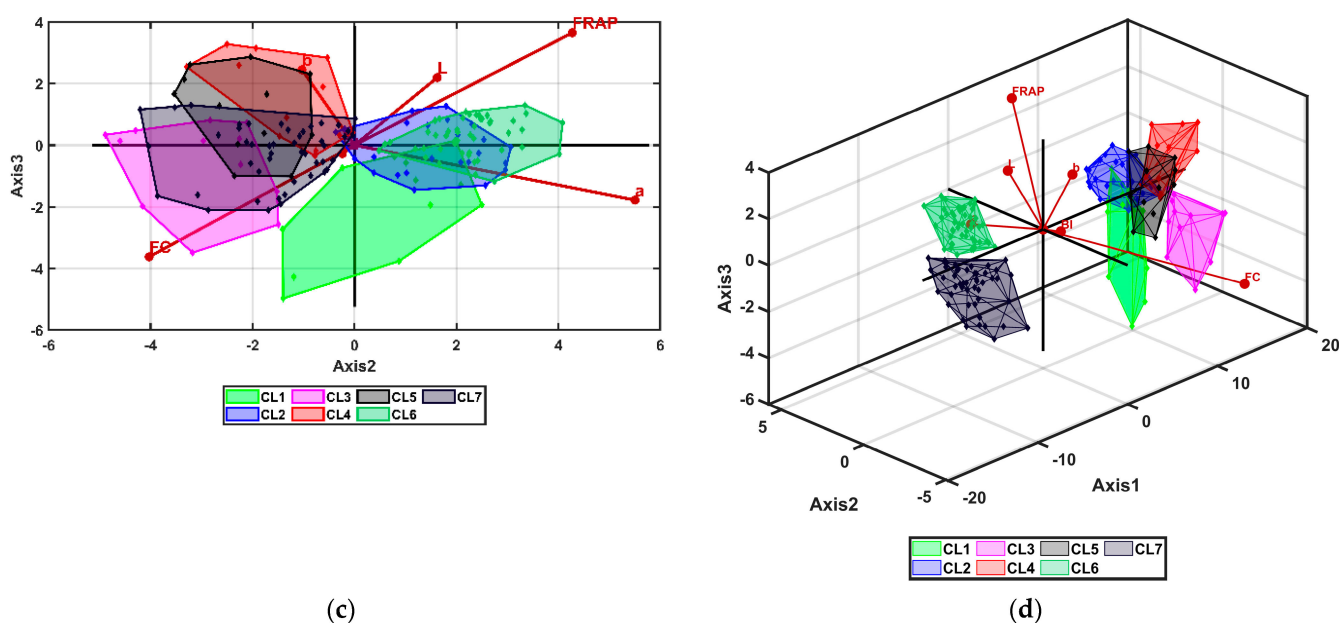 4
2
0
-2
-4
-6
Axis3
-6
-4
-2
0
2
4
6
Axis2
FRAP
L
b
a
FC
CL1
CL3
CL5
CL7
CL2
CL4
CL6
(c)
4
2
0
-2
-4
-6
Axis3
5
0
-5
Axis2
-20
-10
0
10
20
Axis1
FRAP
L
b
BI
FC
CL1
CL3
CL5
CL7
CL2
CL4
CL6
(d)